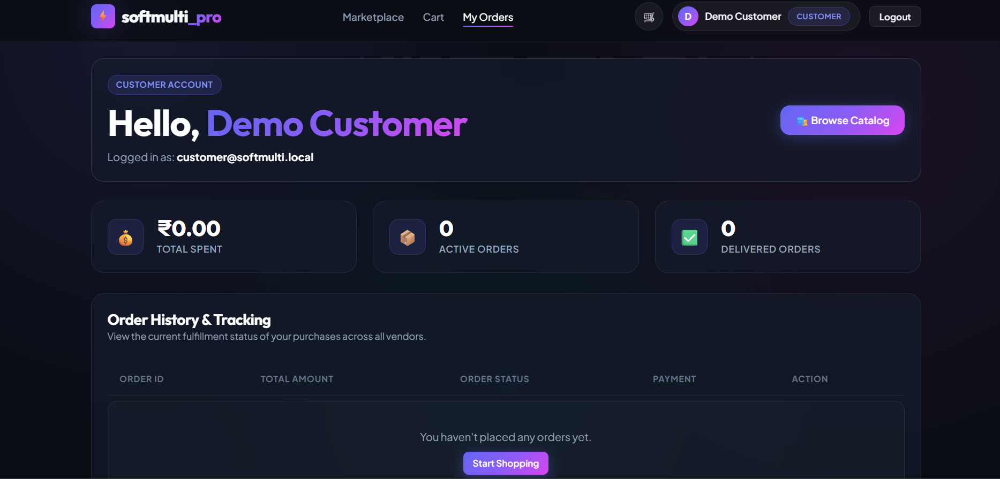 softmulti_pro
Marketplace
Cart
My Orders
D
Demo Customer
CUSTOMER
Logout
CUSTOMER ACCOUNT
Hello, Demo Customer
Logged in as: customer@softmulti.local
Browse Catalog
₹0.00
TOTAL SPENT
0
ACTIVE ORDERS
0
DELIVERED ORDERS
Order History & Tracking
View the current fulfillment status of your purchases across all vendors.
ORDER ID TOTAL AMOUNT ORDER STATUS PAYMENT ACTION
You haven't placed any orders yet.
Start Shopping